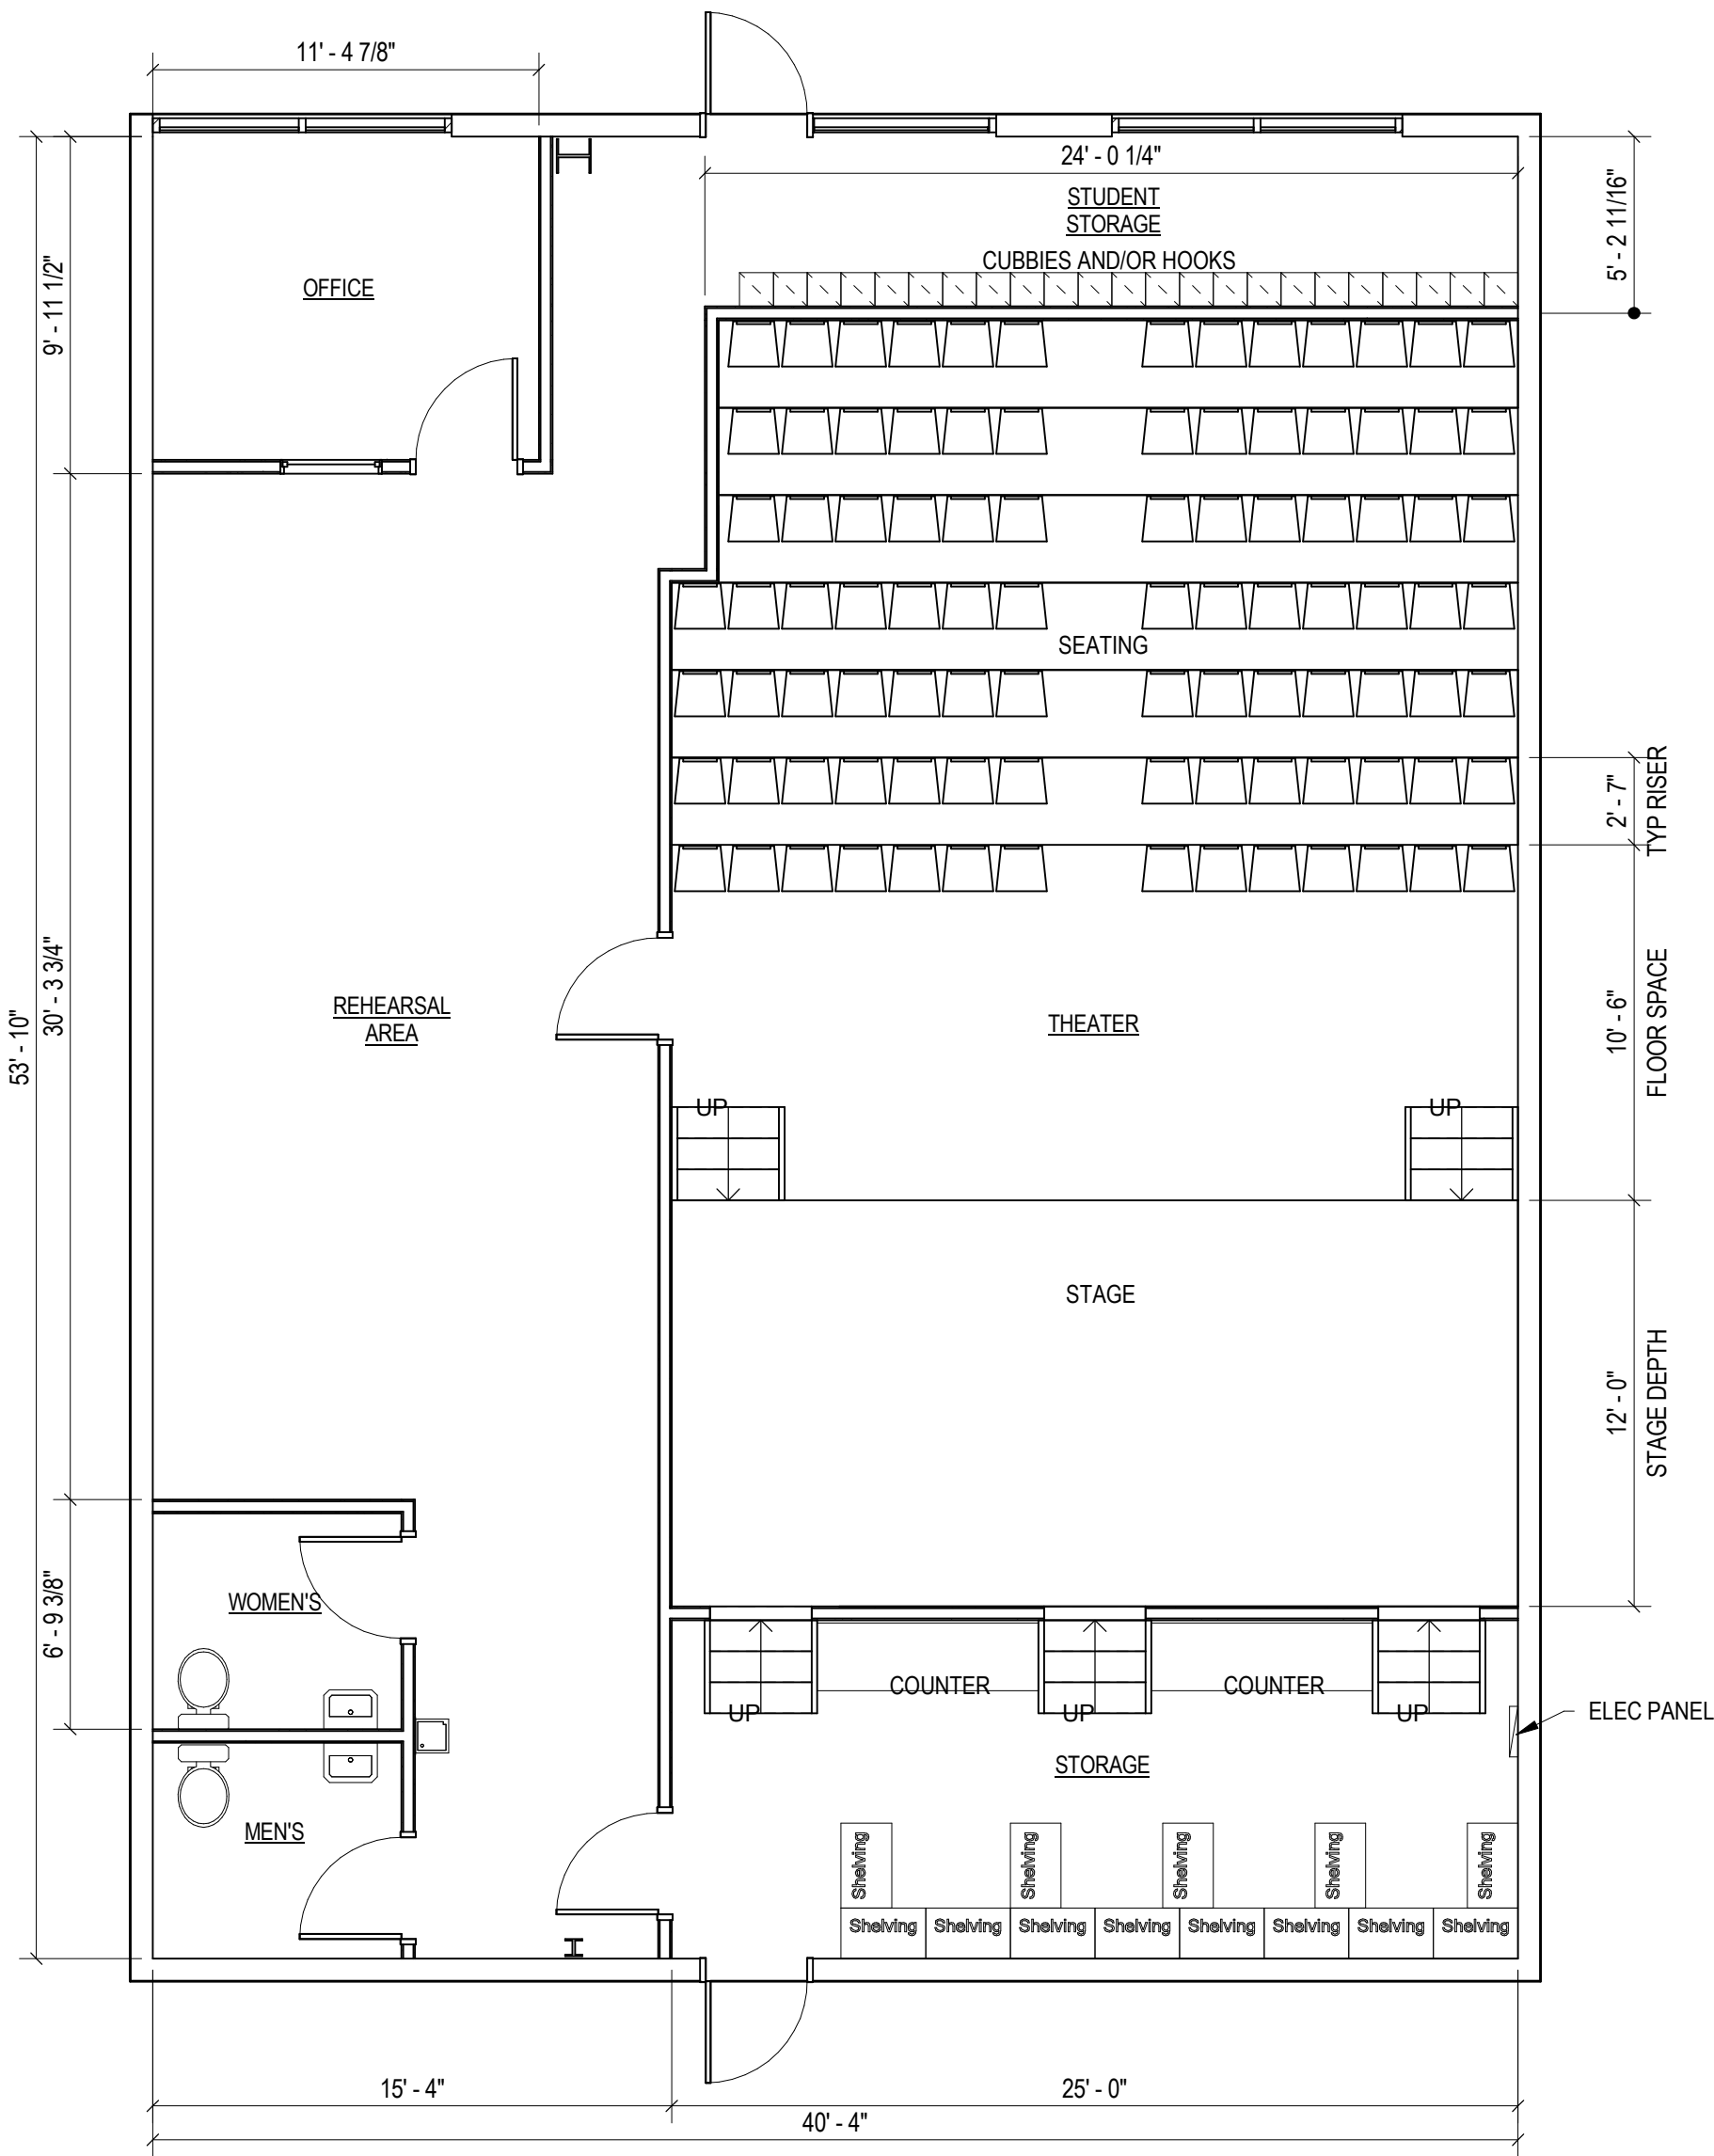 11' - 4 7/8"
24' - 0 1/4"
STUDENT
STORAGE
CUBBIES AND/OR HOOKS
5' - 2 11/16"
OFFICE
9' - 11 1/2"
SEATING
2' - 7"
TYP RISER
53' - 10"
30' - 3 3/4"
REHEARSAL
AREA
THEATER
10' - 6"
FLOOR SPACE
UP
UP
STAGE
12' - 0"
STAGE DEPTH
6' - 9 3/8"
WOMEN'S
COUNTER
COUNTER
UP
UP
UP
ELEC PANEL
STORAGE
MEN'S
Shelving
Shelving
Shelving
Shelving
Shelving
Shelving
Shelving
Shelving
Shelving
Shelving
Shelving
Shelving
Shelving
15' - 4"
25' - 0"
40' - 4"